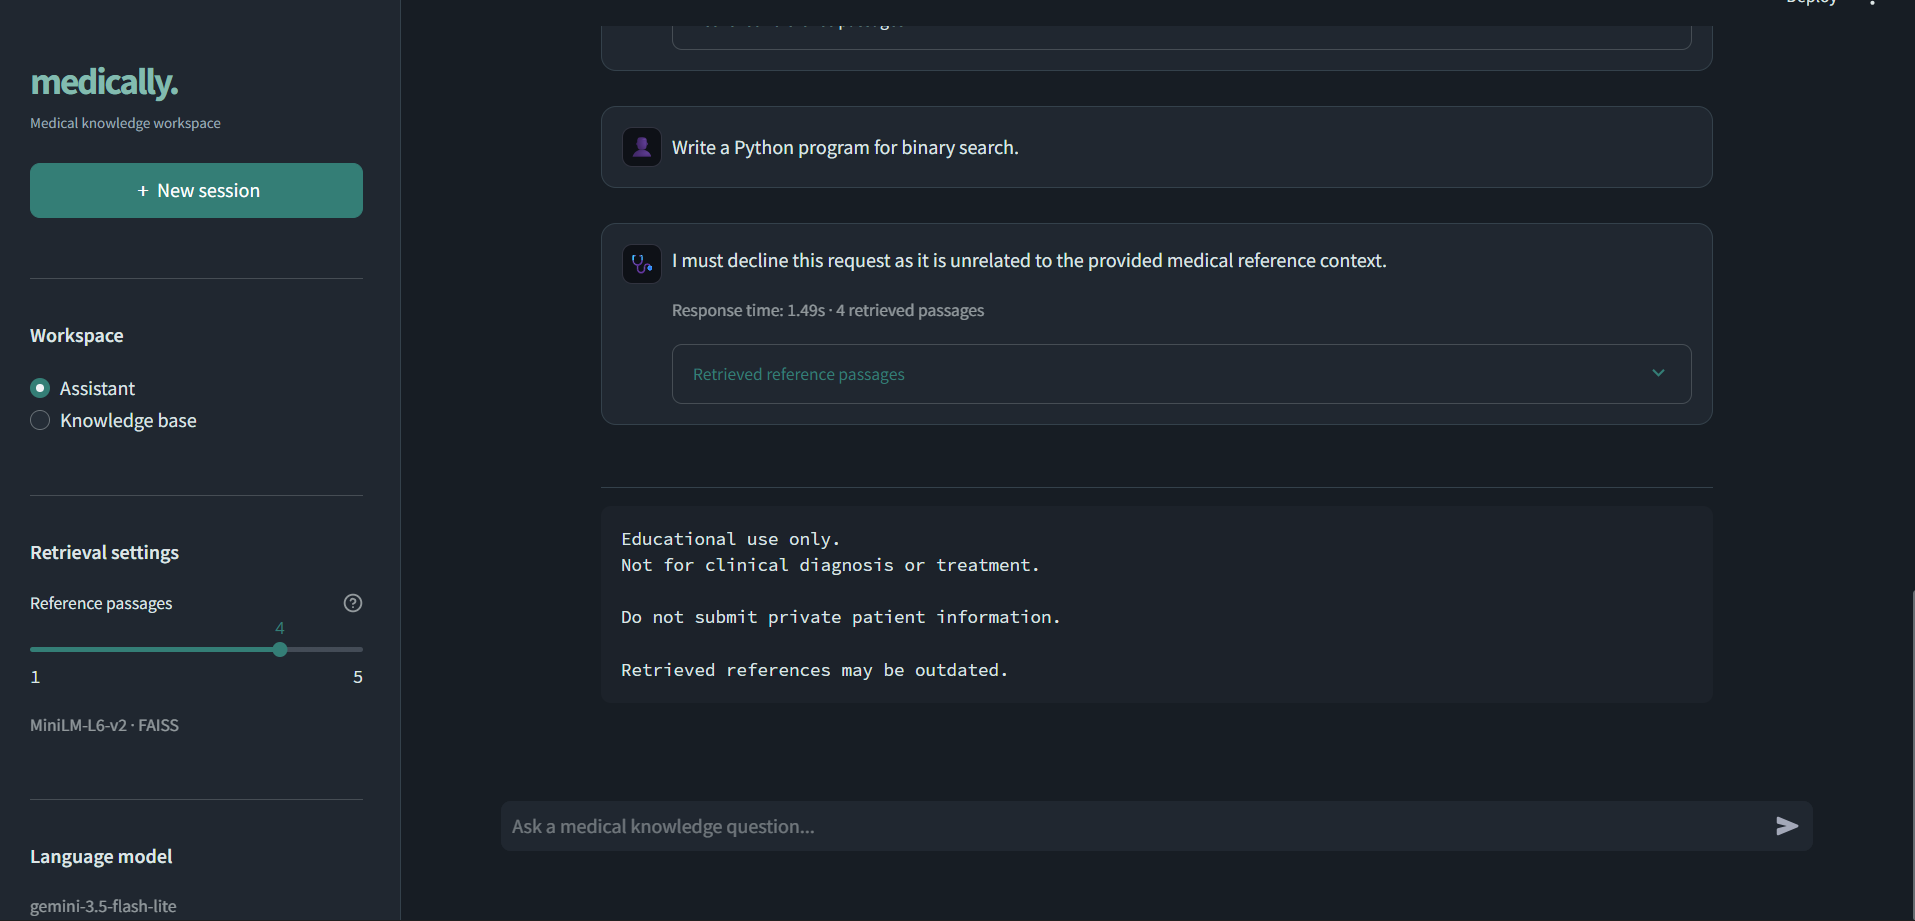 medically.
Medical knowledge workspace
+ New session
Workspace
Assistant
Knowledge base
Retrieval settings
Reference passages
4
1
5
MiniLM-L6-v2 · FAISS
Language model
gemini-3.5-flash-lite
Deploy
Write a Python program for binary search.
I must decline this request as it is unrelated to the provided medical reference context.
Response time: 1.49s · 4 retrieved passages
Retrieved reference passages
Educational use only.
Not for clinical diagnosis or treatment.
Do not submit private patient information.
Retrieved references may be outdated.
Ask a medical knowledge question...